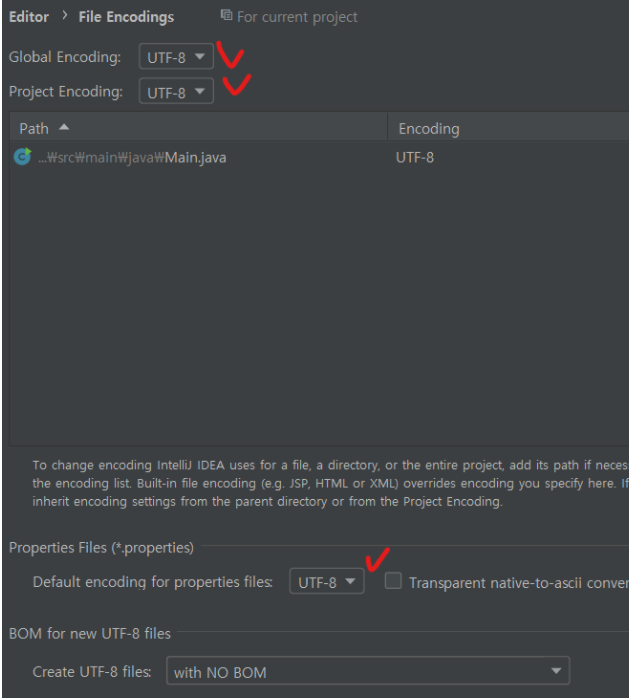 Editor > File Encodings For current project
Global Encoding: UTF-8
Project Encoding: UTF-8
Path Encoding
...₩src₩main₩java₩Main.java UTF-8
To change encoding IntelliJ IDEA uses for a file, a directory, or the entire project, add its path if
the encoding list. Built-in file encoding (e.g. JSP, HTML or XML) overrides encoding you specify here. If
inherit encoding settings from the parent directory or from the Project Encoding.
Properties Files (*.properties)
Default encoding for properties files: UTF-8 Transparent native-to-ascii
BOM for new UTF-8 files
Create UTF-8 files: with NO BOM